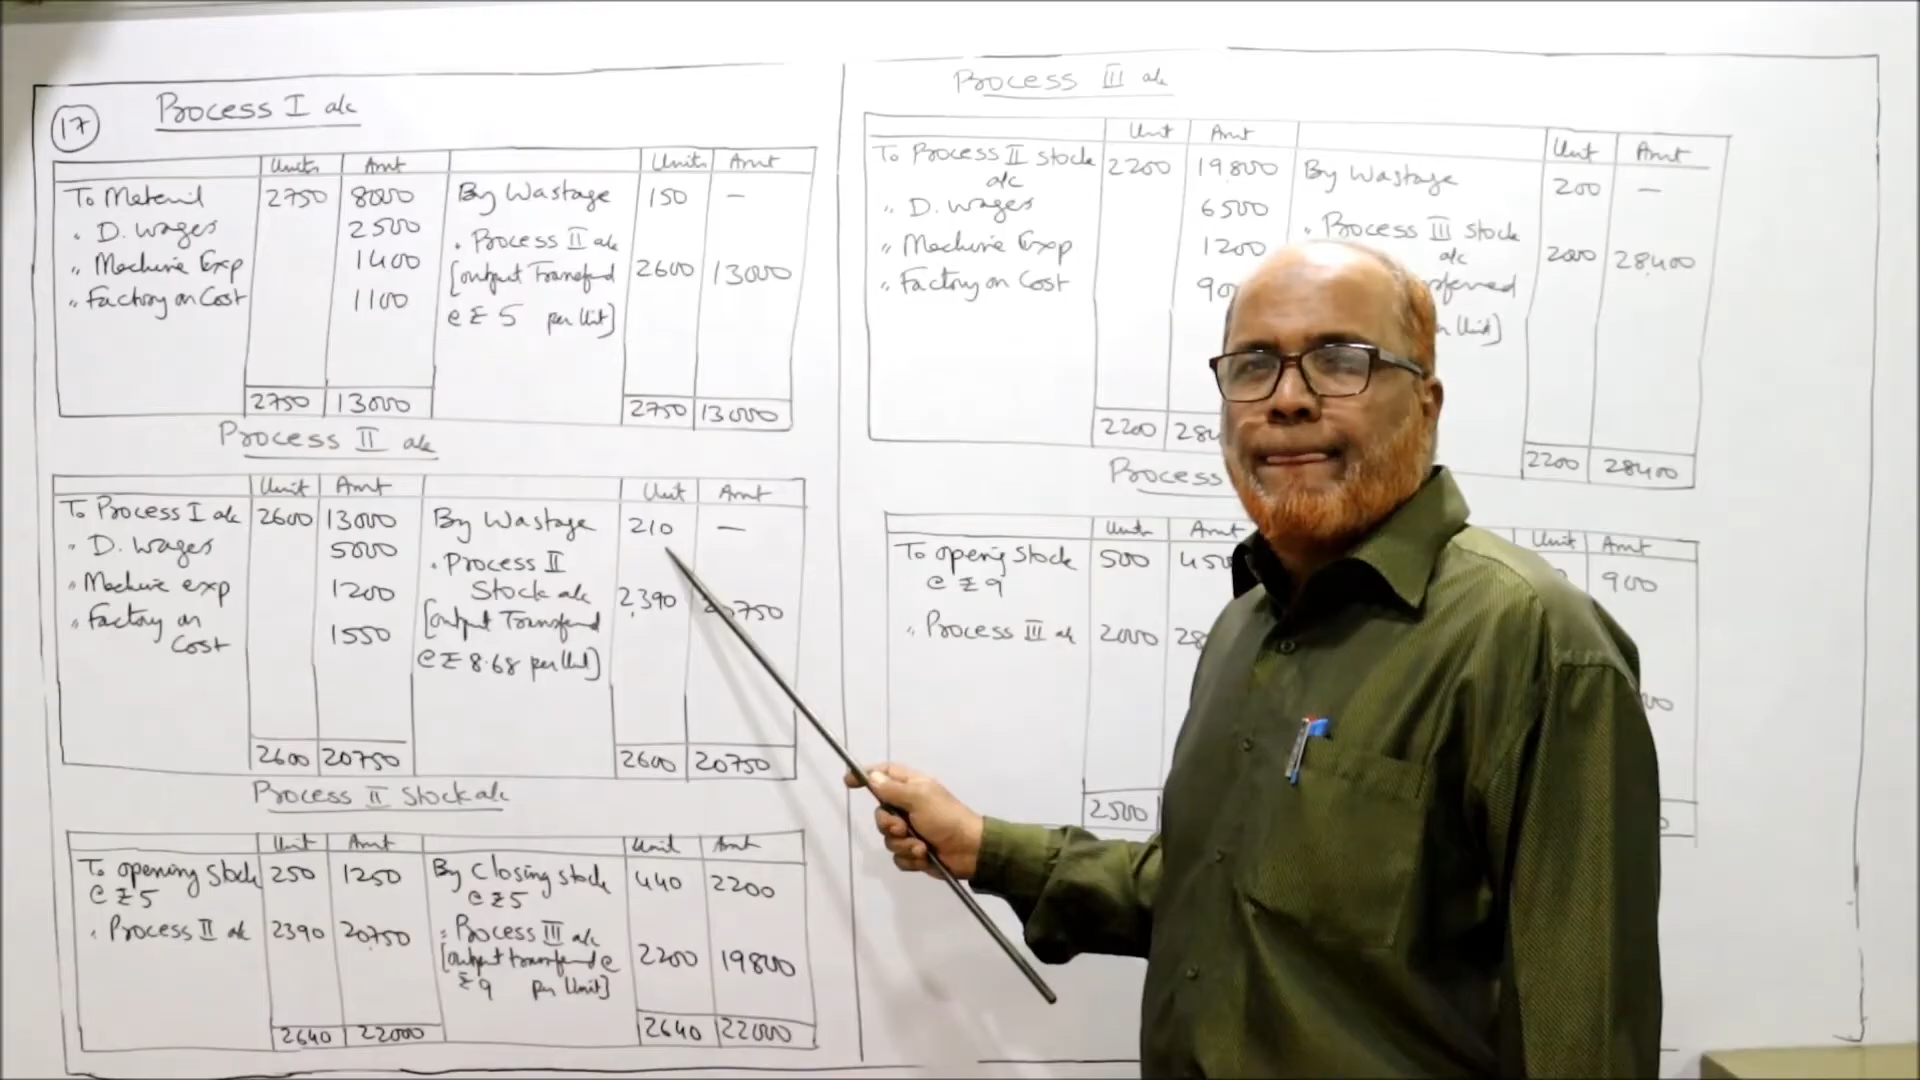 17
Process I a/c
Units Amt Units Amt
To Material 2750 8000 By Wastage 150 —
" D. Wages 2500
" Machine Exp 1400 " Process II a/c
[output Transferd 2600 13000
" Factory on Cost 1100 @ ₹ 5 per Unit]
2750 13000 2750 13000
Process II a/c
Unit Amt Unit Amt
To Process I a/c 2600 13000 By Wastage 210 —
" D. Wages 5000 " Process II
" Machine exp 1200 Stock a/c 2,390 20750
" Factory on [output Transferd
Cost 1550 @ ₹ 8.68 per Unit]
2600 20750 2600 20750
Process II Stock a/c
Unit Amt Unit Amt
To opening Stock 250 1250 By Closing Stock 440 2200
@ ₹5 @ ₹5
" Process II a/c 2390 20750 " Process III a/c
[output transferred @ 2200 19800
₹ 9 per Unit]
2640 22000 2640 22000
Process III a/c
Unit Amt Unit Amt
To Process II Stock 2200 19800 By Wastage 200 —
a/c
" D. Wages 6500 " Process III Stock
" Machine Exp 1200 a/c 2000 28400
" Factory on Cost
Unit]
2200 2200 28400
Process
Unit Amt Unit Amt
To opening Stock 500 900
@ ₹ 9
" Process III a/c 2000
2500